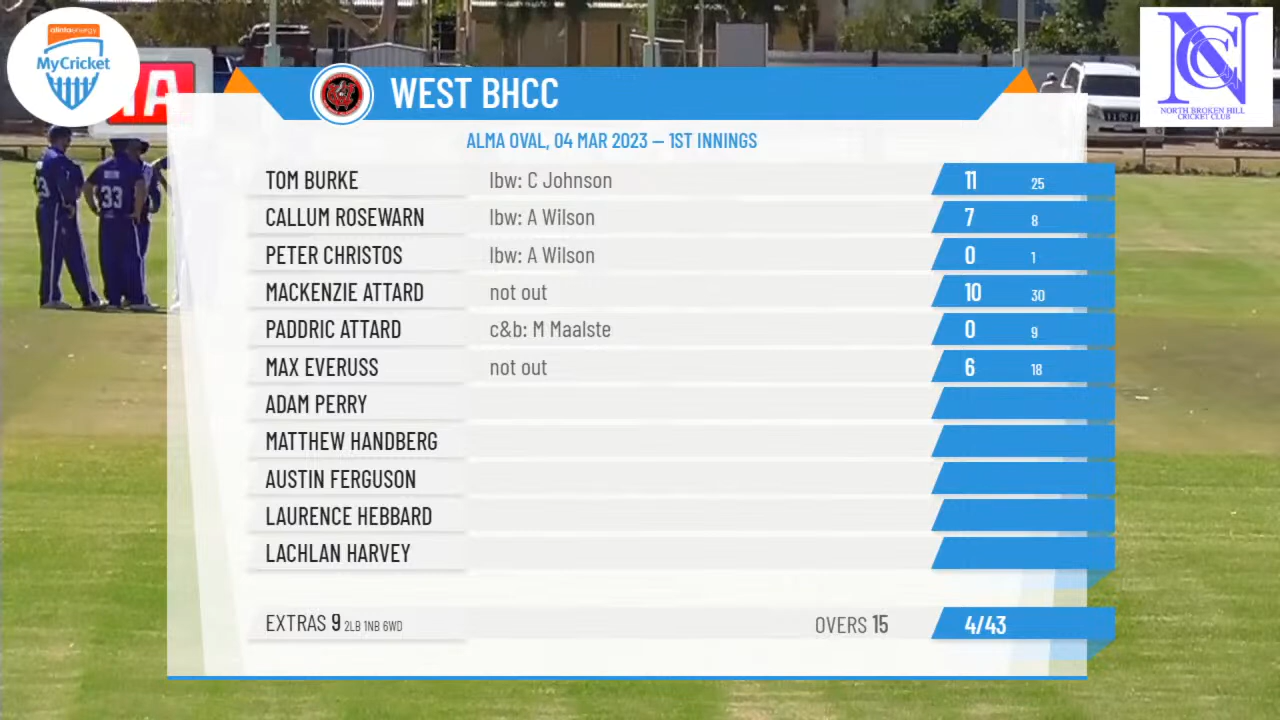 alintaenergy
MyCricket
NORTH BROKEN HILL
CRICKET CLUB
WEST BHCC
ALMA OVAL, 04 MAR 2023 – 1ST INNINGS
TOM BURKE lbw: C Johnson 11 25
CALLUM ROSEWARN lbw: A Wilson 7 8
PETER CHRISTOS lbw: A Wilson 0 1
MACKENZIE ATTARD not out 10 30
PADDRIC ATTARD c&b: M Maalste 0 9
MAX EVERUSS not out 6 18
ADAM PERRY
MATTHEW HANDBERG
AUSTIN FERGUSON
LAURENCE HEBBARD
LACHLAN HARVEY
EXTRAS 9 2LB 1NB 6WD OVERS 15 4/43
33